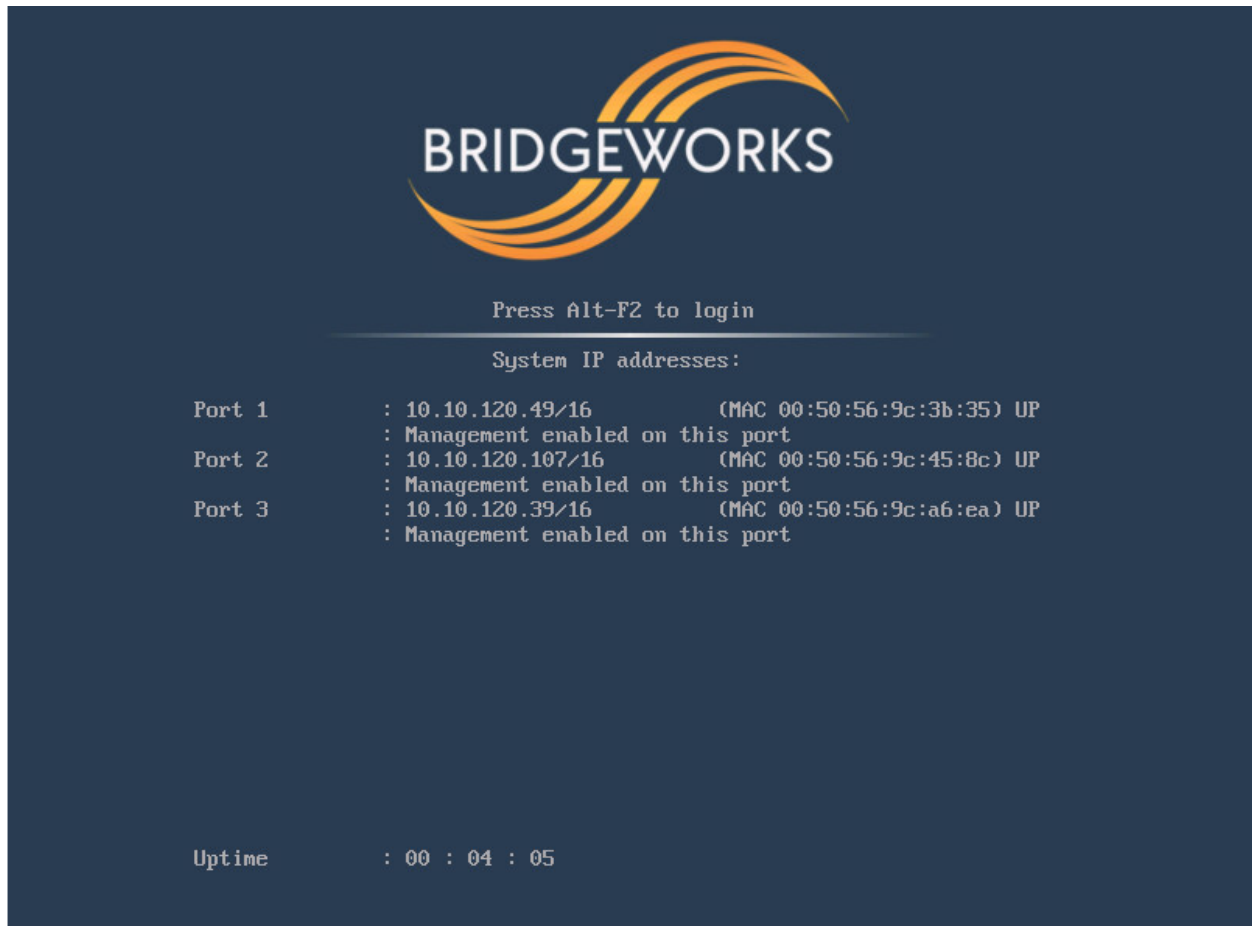 BRIDGEWORKS
Press Alt-F2 to login
System IP addresses:
Port 1 : 10.10.120.49/16 (MAC 00:50:56:9c:3b:35) UP
: Management enabled on this port
Port 2 : 10.10.120.107/16 (MAC 00:50:56:9c:45:8c) UP
: Management enabled on this port
Port 3 : 10.10.120.39/16 (MAC 00:50:56:9c:a6:ea) UP
: Management enabled on this port
Uptime : 00 : 04 : 05